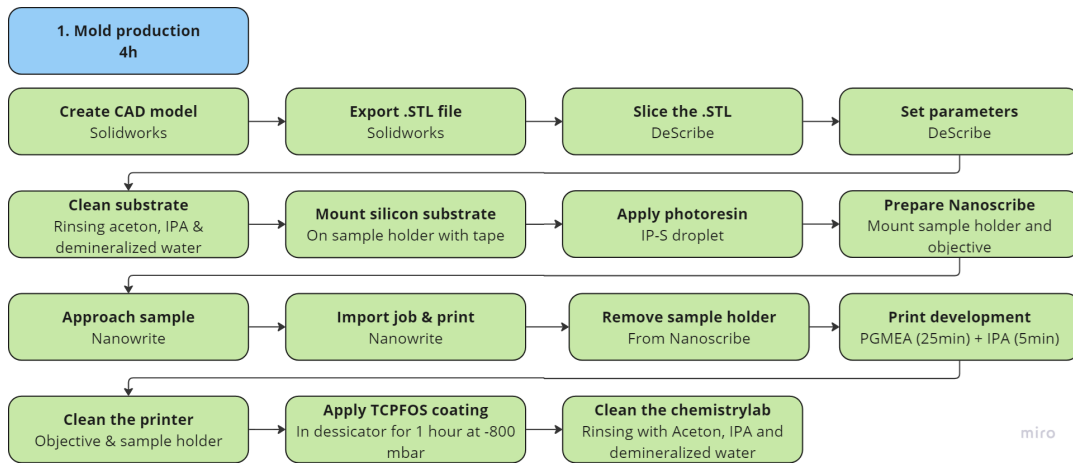 1. Mold production
4h
Create CAD model
Solidworks
Export .STL file
Solidworks
Slice the .STL
DeScribe
Set parameters
DeScribe
Clean substrate
Rinsing aceton, IPA &
demineralized water
Mount silicon substrate
On sample holder with tape
Apply photoresin
IP-S droplet
Prepare Nanoscribe
Mount sample holder and
objective
Approach sample
Nanowrite
Import job & print
Nanowrite
Remove sample holder
From Nanoscribe
Print development
PGMEA (25min) + IPA (5min)
Clean the printer
Objective & sample holder
Apply TCPFOS coating
In dessicator for 1 hour at -800
mbar
Clean the chemistrylab
Rinsing with Aceton, IPA and
demineralized water
miro